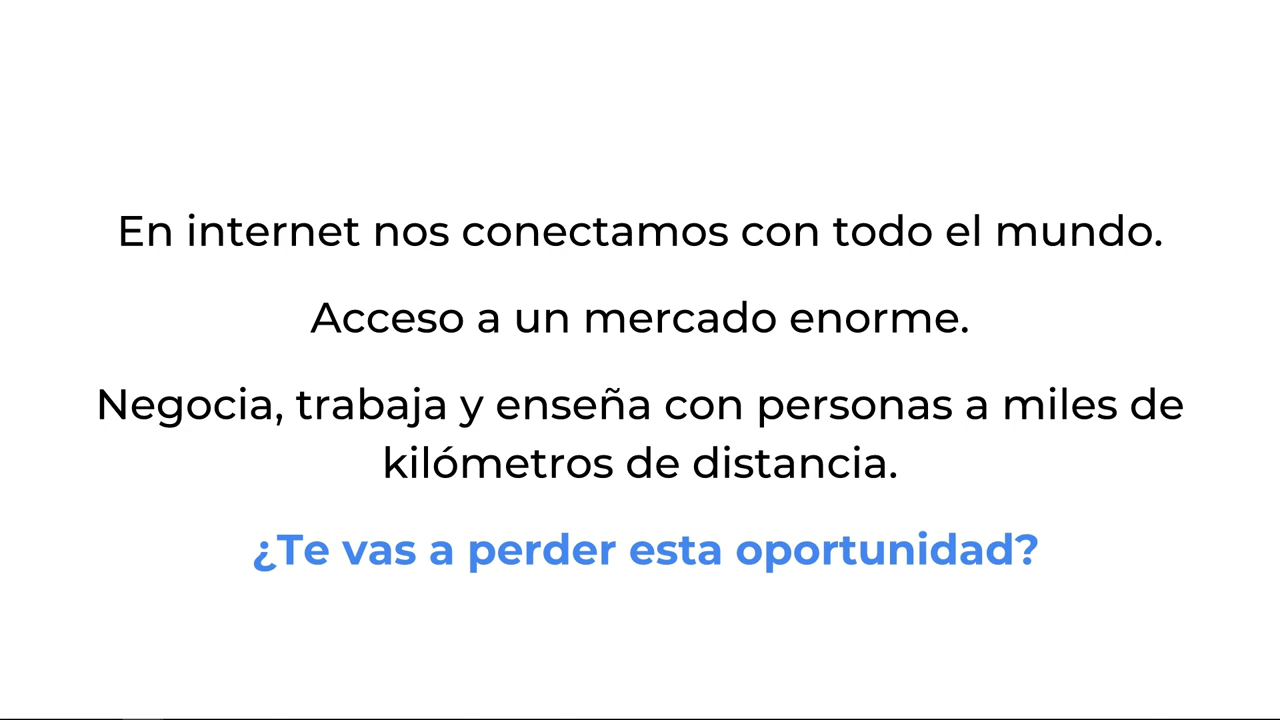 En internet nos conectamos con todo el mundo.
Acceso a un mercado enorme.
Negocia, trabaja y enseña con personas a miles de
kilómetros de distancia.
¿Te vas a perder esta oportunidad?